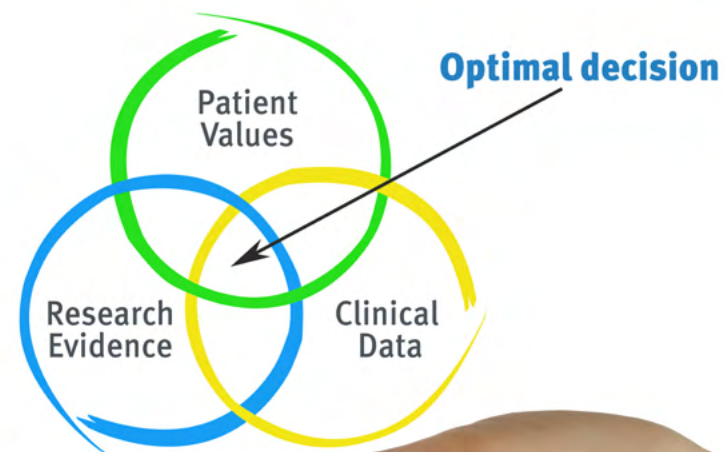 Optimal decision
Patient
Values
Research
Evidence
Clinical
Data